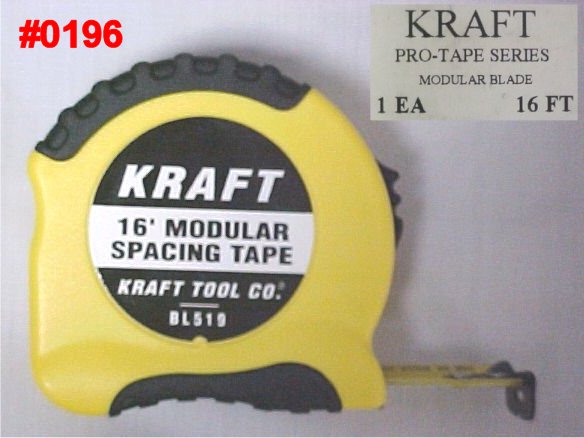 #0196
KRAFT
PRO-TAPE SERIES
MODULAR BLADE
1 EA 16 FT
KRAFT
16' MODULAR
SPACING TAPE
KRAFT TOOL CO.®
BL519